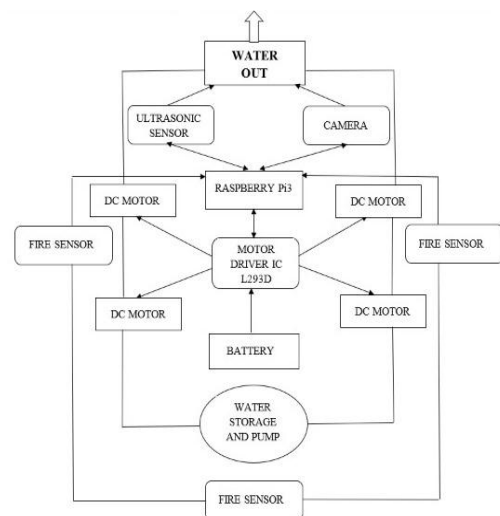 WATER
OUT
ULTRASONIC
SENSOR
CAMERA
RASPBERRY Pi3
DC MOTOR
DC MOTOR
FIRE SENSOR
MOTOR
DRIVER IC
L293D
FIRE SENSOR
DC MOTOR
DC MOTOR
BATTERY
WATER
STORAGE
AND PUMP
FIRE SENSOR